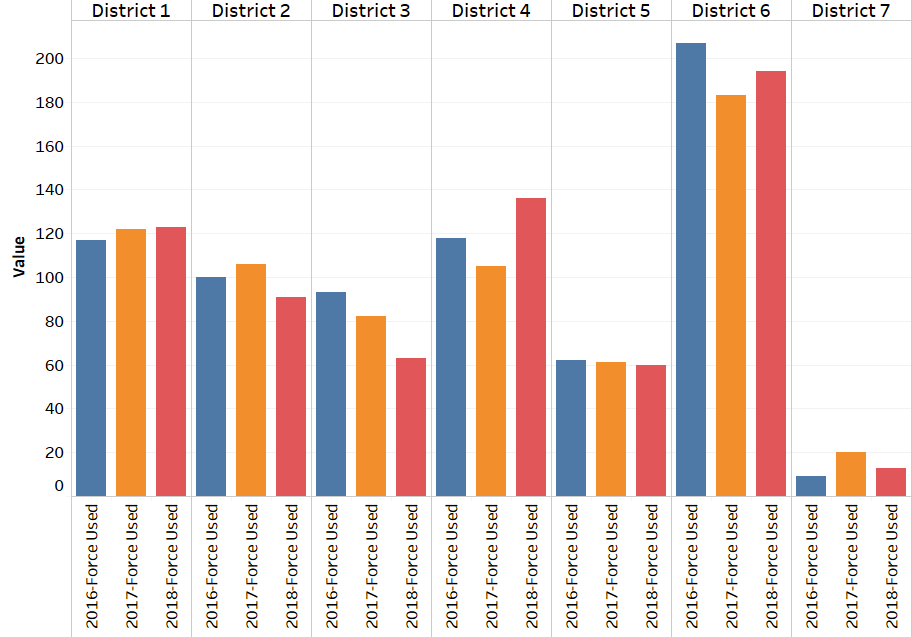 District 1 District 2 District 3 District 4 District 5 District 6 District 7
Value
200
180
160
140
120
100
80
60
40
20
0
2016-Force Used
2017-Force Used
2018-Force Used
2016-Force Used
2017-Force Used
2018-Force Used
2016-Force Used
2017-Force Used
2018-Force Used
2016-Force Used
2017-Force Used
2018-Force Used
2016-Force Used
2017-Force Used
2018-Force Used
2016-Force Used
2017-Force Used
2018-Force Used
2016-Force Used
2017-Force Used
2018-Force Used